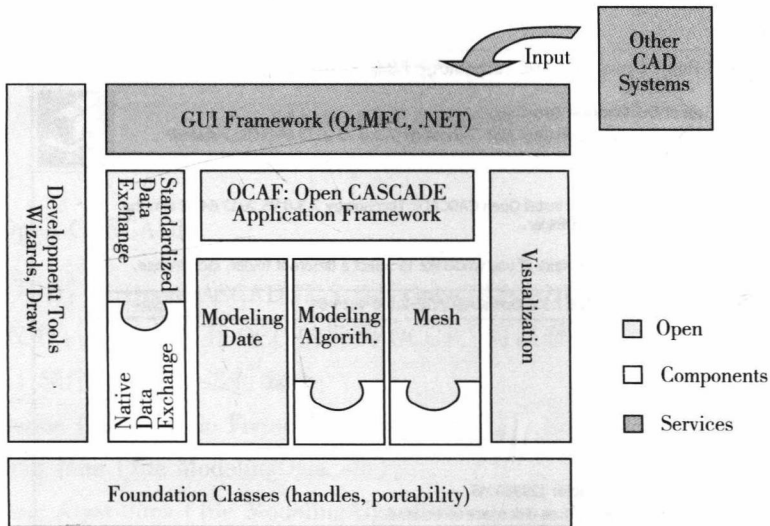 Input
Other
CAD
Systems
GUI Framework (Qt,MFC, .NET)
Development Tools
Wizards, Draw
Standardized
Data
Exchange
Native
Data
Exchange
OCAF: Open CASCADE
Application Framework
Modeling
Date
Modeling
Algorith.
Mesh
Visualization
Open
Components
Services
Foundation Classes (handles, portability)